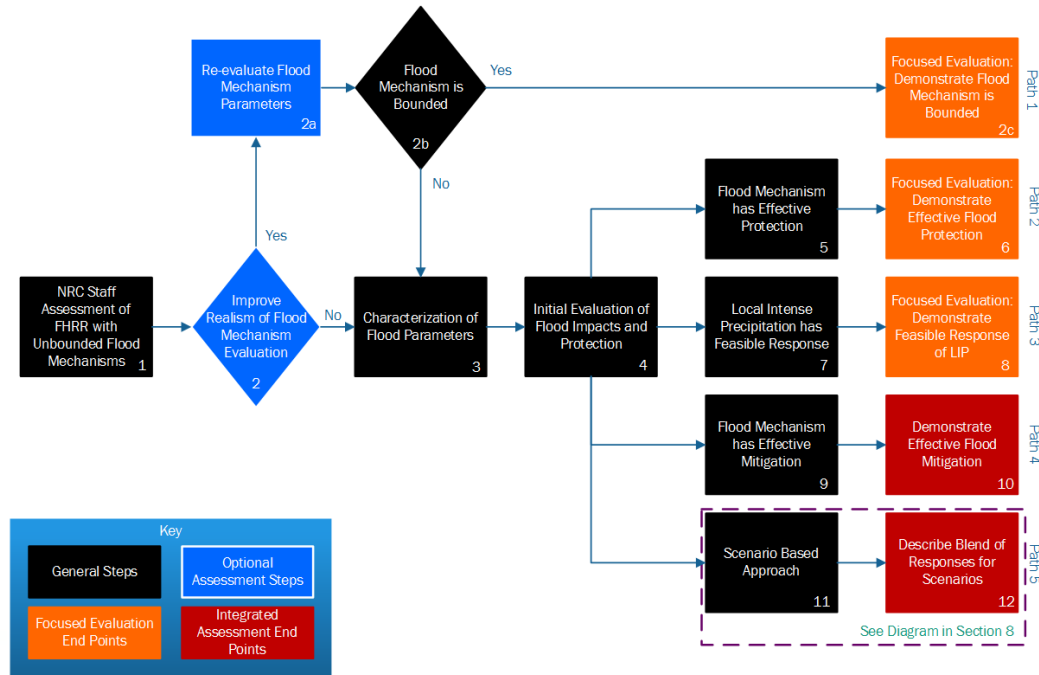 Re-evaluate Flood
Mechanism
Parameters
2a
Flood
Mechanism is
Bounded
2b
Yes
Focused Evaluation:
Demonstrate Flood
Mechanism is
Bounded
2c
Path 1
No
Yes
Flood Mechanism
has Effective
Protection
5
Focused Evaluation:
Demonstrate
Effective Flood
Protection
6
Path 2
NRC Staff
Assessment of
FHRR with
Unbounded Flood
Mechanisms
1
Improve
Realism of Flood
Mechanism
Evaluation
2
No
Characterization of
Flood Parameters
3
Initial Evaluation of
Flood Impacts and
Protection
4
Local Intense
Precipitation has
Feasible Response
7
Focused Evaluation:
Demonstrate
Feasible Response
of LIP
8
Path 3
Flood Mechanism
has Effective
Mitigation
9
Demonstrate
Effective Flood
Mitigation
10
Path 4
Scenario Based
Approach
11
Describe Blend of
Responses for
Scenarios
12
Path 5
See Diagram in Section 8
Key
General Steps
Optional
Assessment Steps
Focused Evaluation
End Points
Integrated
Assessment End
Points